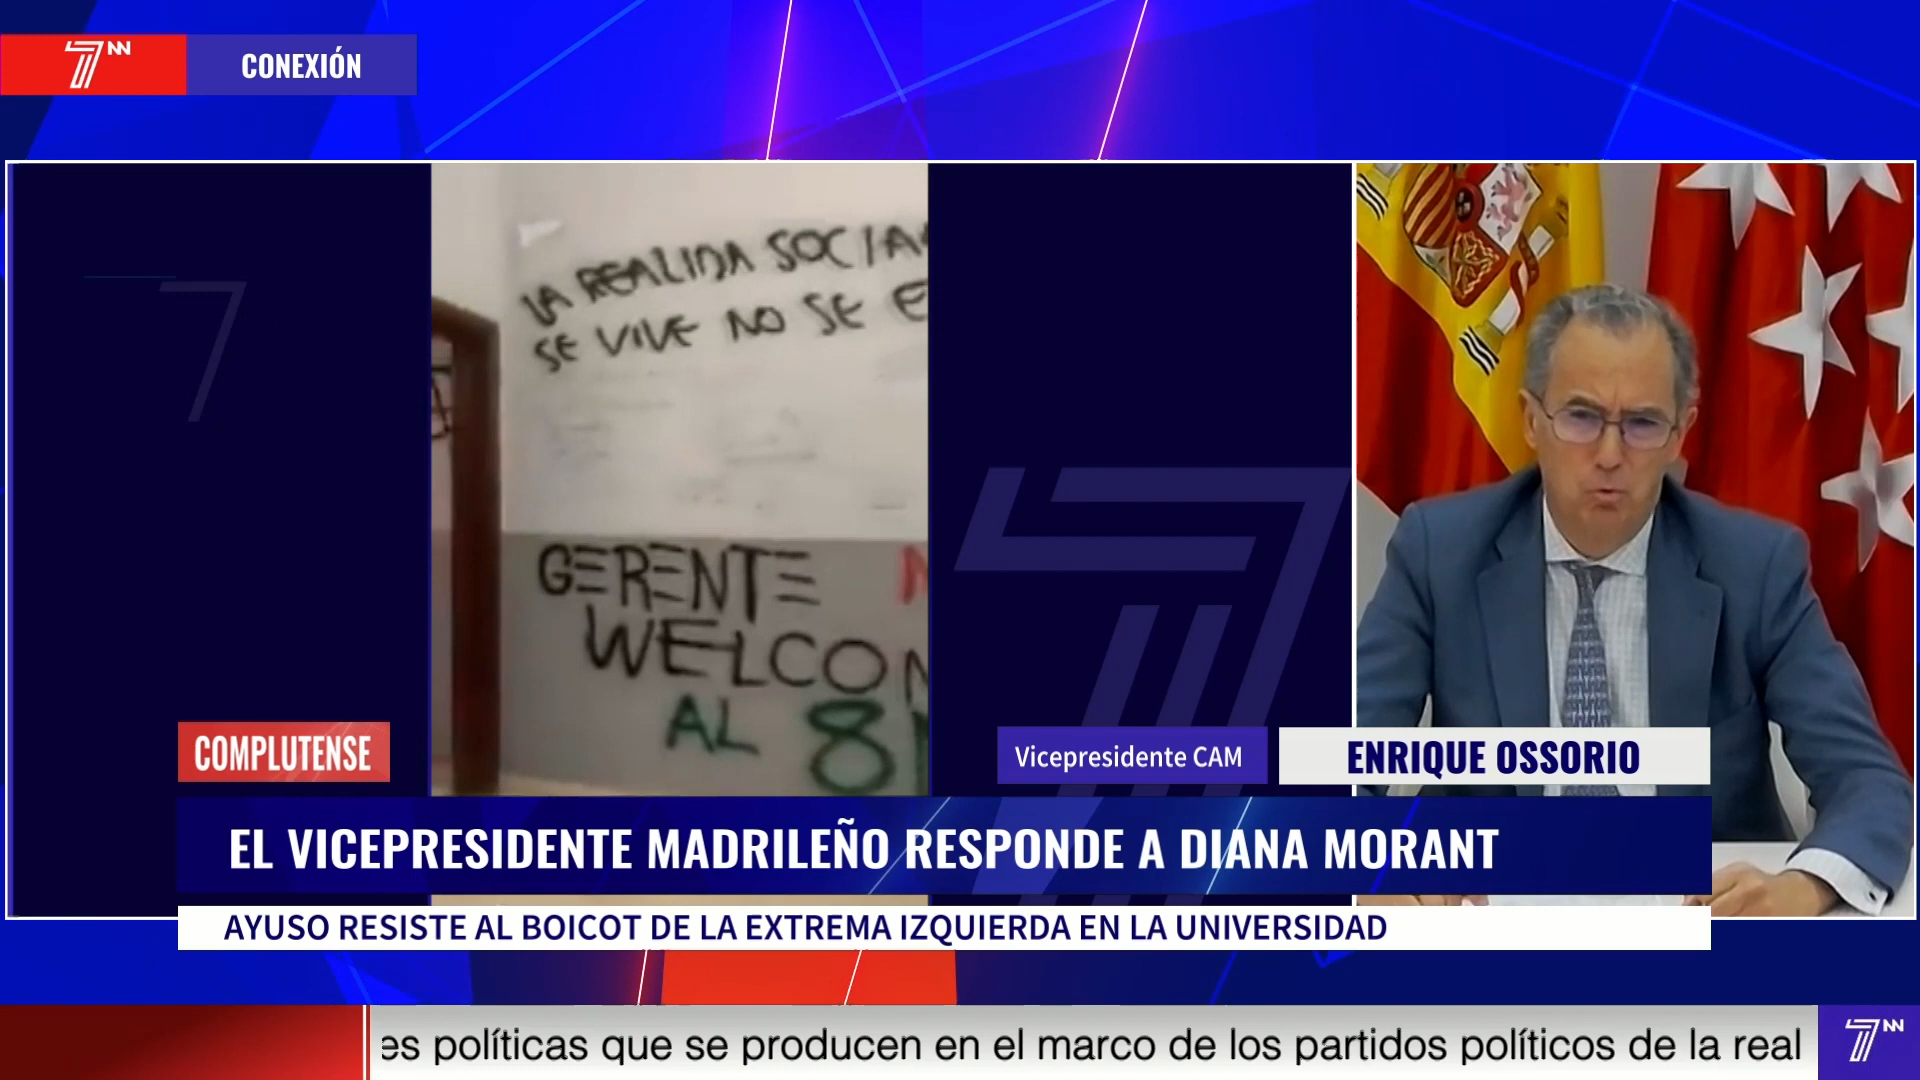 7NN
CONEXIÓN
LA REALIDA SOCIA
SE VIVE NO SE E
GERENTE
WELCOM
AL 8M
COMPLUTENSE
Vicepresidente CAM
ENRIQUE OSSORIO
EL VICEPRESIDENTE MADRILEÑO RESPONDE A DIANA MORANT
AYUSO RESISTE AL BOICOT DE LA EXTREMA IZQUIERDA EN LA UNIVERSIDAD
es políticas que se producen en el marco de los partidos políticos de la real
7NN